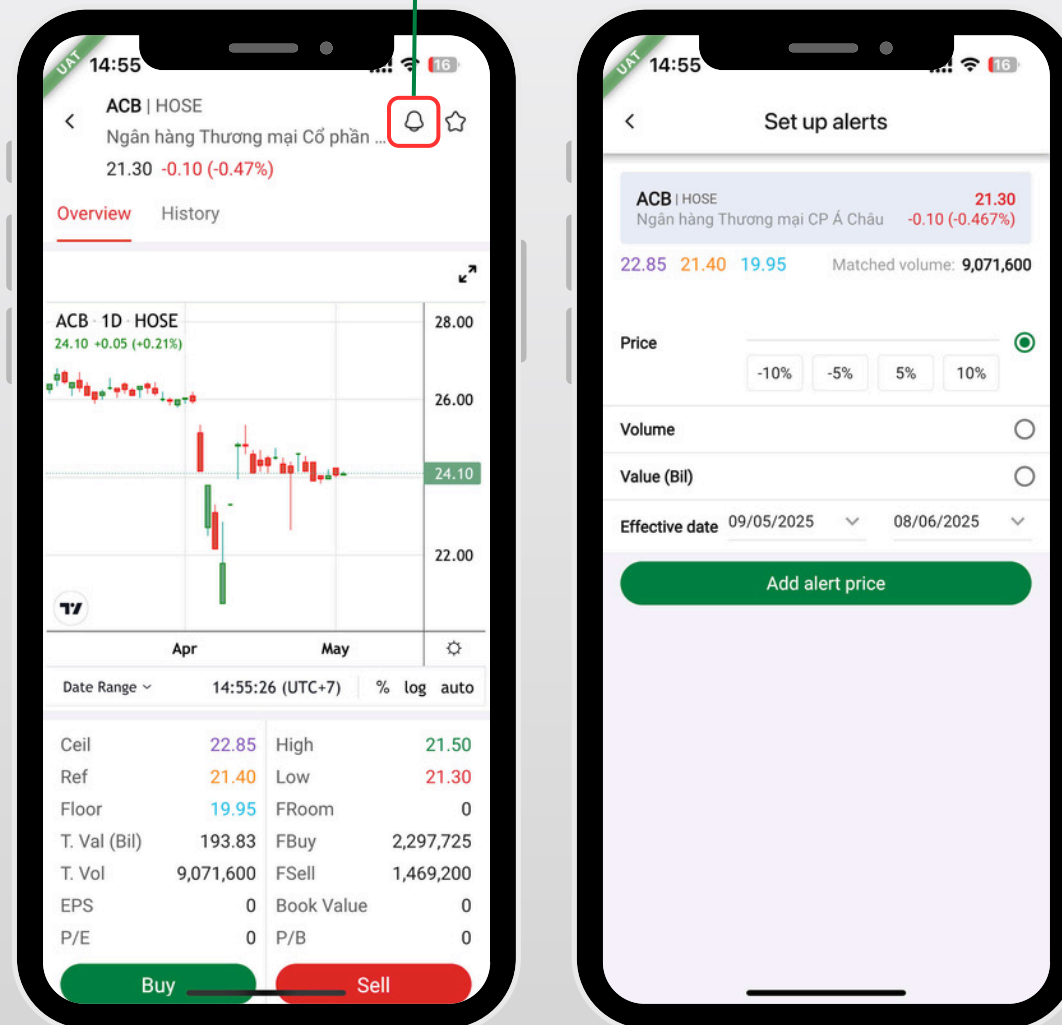 UAT
14:55
16
ACB | HOSE
Ngân hàng Thương mại Cổ phần ...
21.30 -0.10 (-0.47%)
Overview History
ACB · 1D · HOSE
24.10 +0.05 (+0.21%)
28.00
26.00
24.10
22.00
Apr May
Date Range 14:55:26 (UTC+7) % log auto
Ceil 22.85 High 21.50
Ref 21.40 Low 21.30
Floor 19.95 FRoom 0
T. Val (Bil) 193.83 FBuy 2,297,725
T. Vol 9,071,600 FSell 1,469,200
EPS 0 Book Value 0
P/E 0 P/B 0
Buy Sell
UAT
14:55
16
Set up alerts
ACB | HOSE 21.30
Ngân hàng Thương mại CP Á Châu -0.10 (-0.467%)
22.85 21.40 19.95 Matched volume: 9,071,600
Price
-10% -5% 5% 10%
Volume
Value (Bil)
Effective date 09/05/2025 08/06/2025
Add alert price